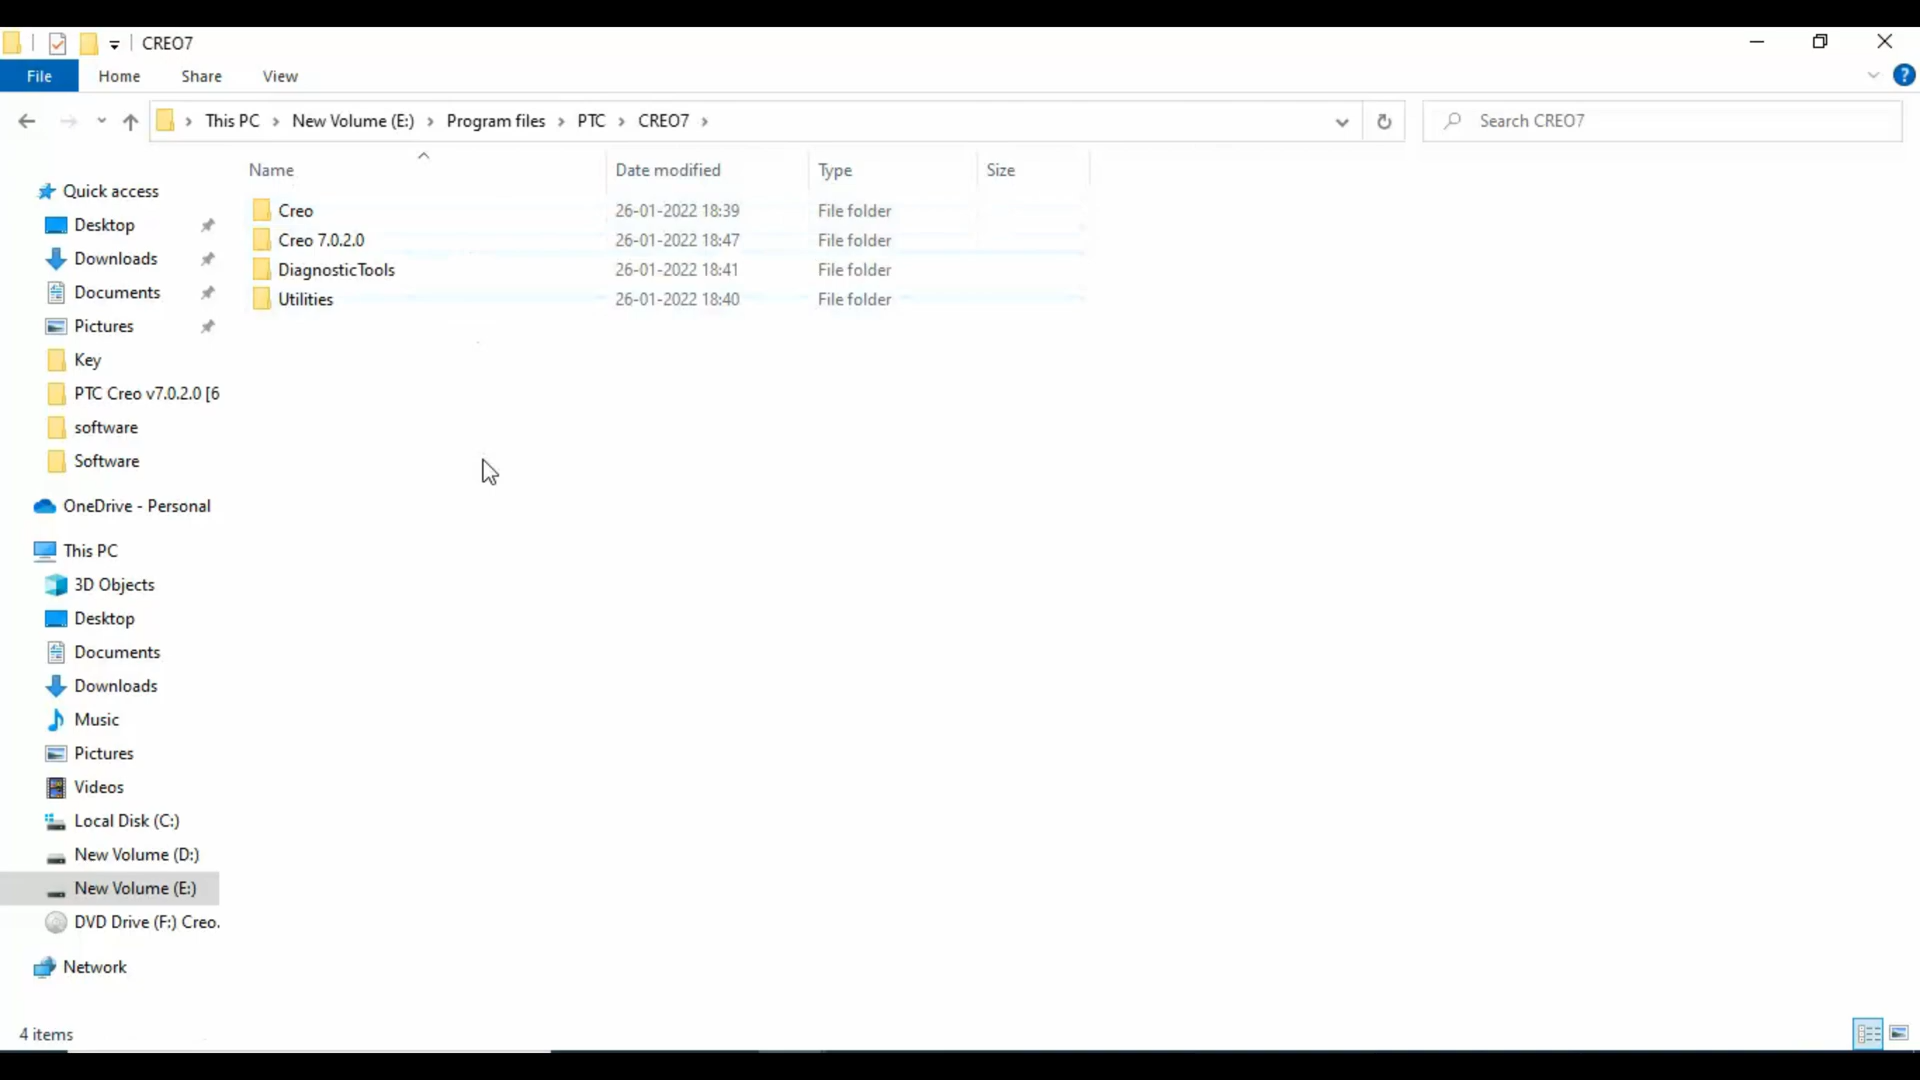 CREO7
File Home Share View
This PC New Volume (E:) Program files PTC CREO7
Search CREO7
Name Date modified Type Size
Creo 26-01-2022 18:39 File folder
Creo 7.0.2.0 26-01-2022 18:47 File folder
DiagnosticTools 26-01-2022 18:41 File folder
Utilities 26-01-2022 18:40 File folder
Quick access
Desktop
Downloads
Documents
Pictures
Key
PTC Creo v7.0.2.0 [6
software
Software
OneDrive - Personal
This PC
3D Objects
Desktop
Documents
Downloads
Music
Pictures
Videos
Local Disk (C:)
New Volume (D:)
New Volume (E:)
DVD Drive (F:) Creo.
Network
4 items